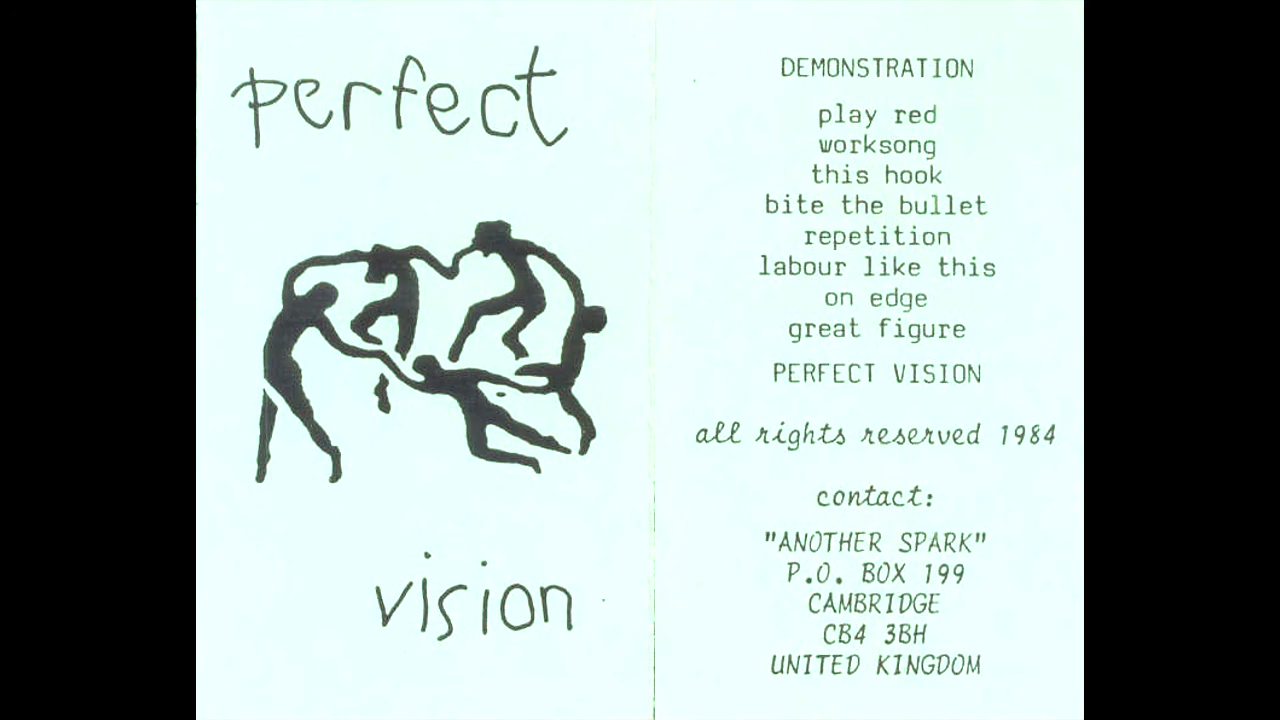 perfect
vision
DEMONSTRATION
play red
worksong
this hook
bite the bullet
repetition
labour like this
on edge
great figure
PERFECT VISION
all rights reserved 1984
contact:
"ANOTHER SPARK"
P.O. BOX 199
CAMBRIDGE
CB4 3BH
UNITED KINGDOM